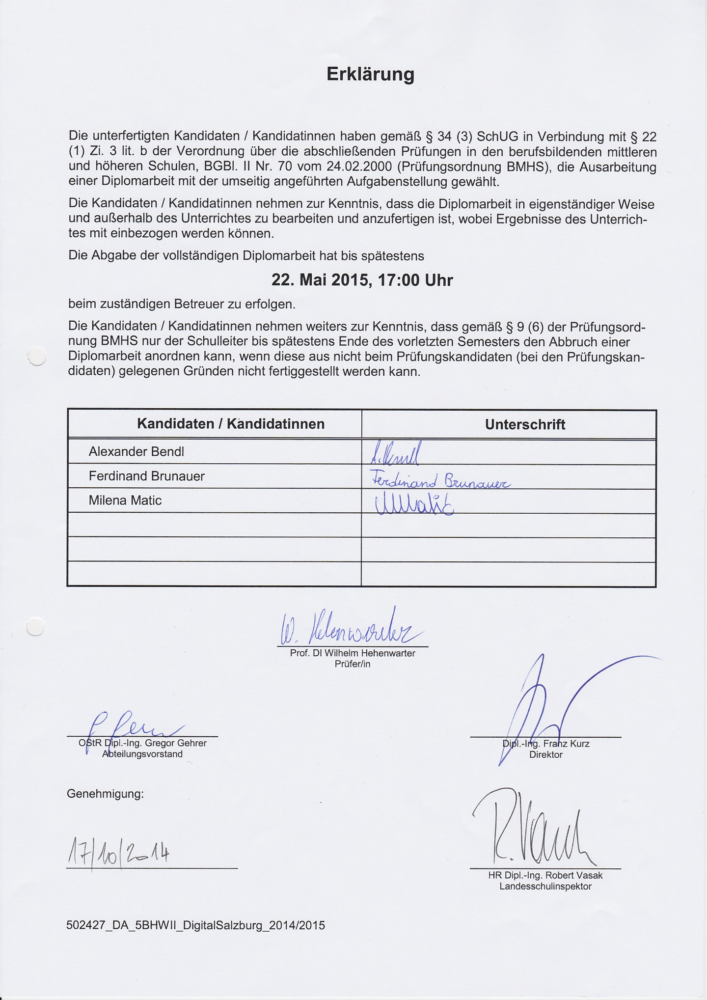 Erklärung
Die unterfertigten Kandidaten / Kandidatinnen haben gemäß § 34 (3) SchUG in Verbindung mit § 22
(1) Zi. 3 lit. b der Verordnung über die abschließenden Prüfungen in den berufsbildenden mittleren
und höheren Schulen, BGBl. II Nr. 70 vom 24.02.2000 (Prüfungsordnung BMHS), die Ausarbeitung
einer Diplomarbeit mit der umseitig angeführten Aufgabenstellung gewählt.
Die Kandidaten / Kandidatinnen nehmen zur Kenntnis, dass die Diplomarbeit in eigenständiger Weise
und außerhalb des Unterrichtes zu bearbeiten und anzufertigen ist, wobei Ergebnisse des Unterrich-
tes mit einbezogen werden können.
Die Abgabe der vollständigen Diplomarbeit hat bis spätestens
22. Mai 2015, 17:00 Uhr
beim zuständigen Betreuer zu erfolgen.
Die Kandidaten / Kandidatinnen nehmen weiters zur Kenntnis, dass gemäß § 9 (6) der Prüfungsord-
nung BMHS nur der Schulleiter bis spätestens Ende des vorletzten Semesters den Abbruch einer
Diplomarbeit anordnen kann, wenn diese aus nicht beim Prüfungskandidaten (bei den Prüfungskan-
didaten) gelegenen Gründen nicht fertiggestellt werden kann.
Kandidaten / Kandidatinnen Unterschrift
Alexander Bendl
Ferdinand Brunauer Ferdinand Brunauer
Milena Matic MMatić
W. Hehenwarter
Prof. DI Wilhelm Hehenwarter
Prüfer/in
OStR Dipl.-Ing. Gregor Gehrer
Abteilungsvorstand
Dipl.-Ing. Franz Kurz
Direktor
Genehmigung:
17/10/2014
R. Vasak
HR Dipl.-Ing. Robert Vasak
Landesschulinspektor
502427_DA_5BHWII_DigitalSalzburg_2014/2015